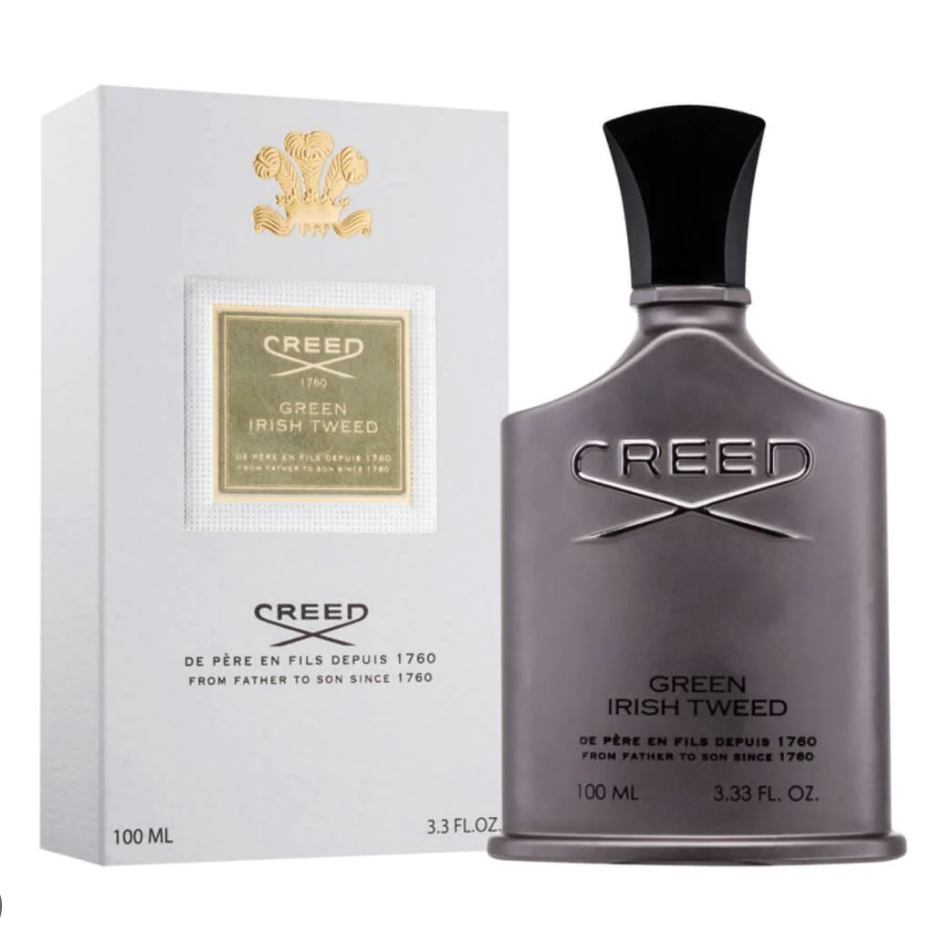 CREED
1760
GREEN
IRISH TWEED
DE PÈRE EN FILS DEPUIS 1760
FROM FATHER TO SON SINCE 1760
CREED
DE PÈRE EN FILS DEPUIS 1760
FROM FATHER TO SON SINCE 1760
100 ML
3.3 FL.OZ.
CREED
GREEN
IRISH TWEED
DE PÈRE EN FILS DEPUIS 1760
FROM FATHER TO SON SINCE 1760
100 ML 3.33 FL. OZ.